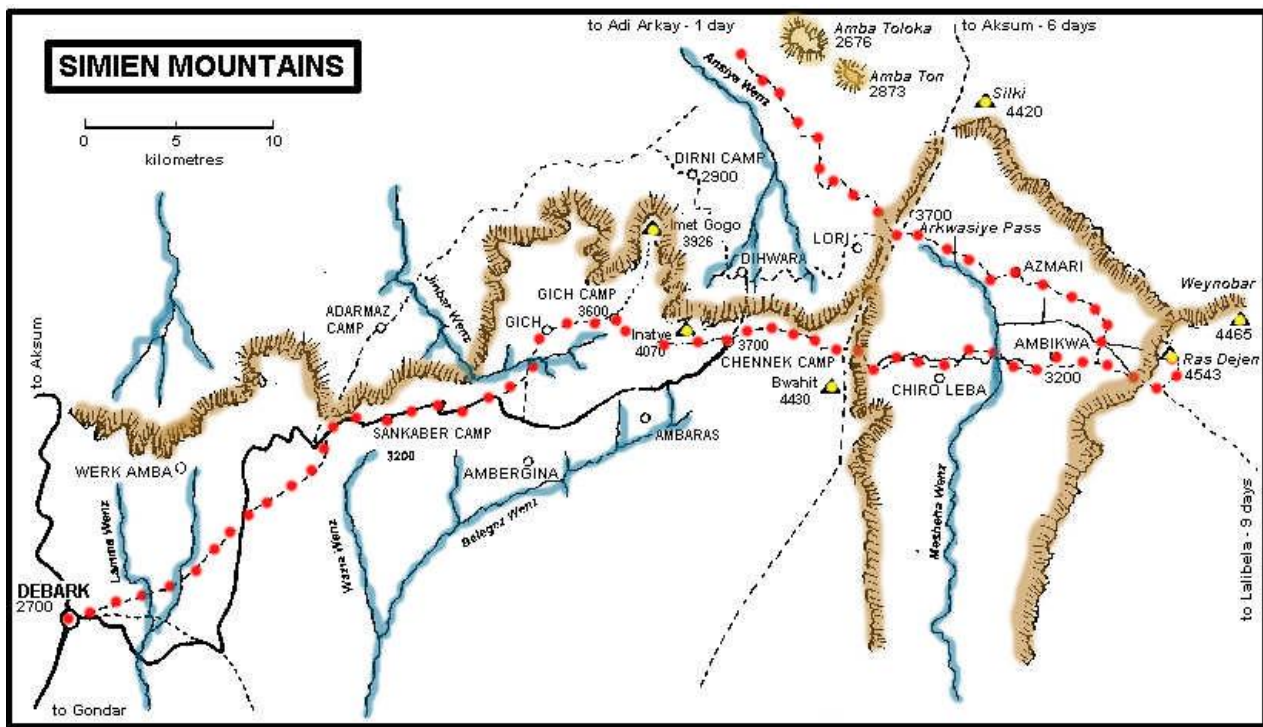 SIMIEN MOUNTAINS
0 5 10
kilometres
to Adi Arkay - 1 day
to Aksum - 6 days
Amba Toloka
2676
Amba Ton
2873
Silki
4420
Ansiya Wenz
DIRNI CAMP
2900
Imet Gogo
3926
LORI
DIHWARA
3700
Arkwasiye Pass
AZMARI
Weynobar
4465
Ras Dejen
4543
ADARMAZ
CAMP
Jinbar Wenz
GICH CAMP
3600
GICH
Inatye
4070
3700
CHENNEK CAMP
Bwahit
4430
CHIRO LEBA
AMBIKWA
3200
to Aksum
SANKABER CAMP
3200
AMBERGINA
AMBARAS
WERK AMBA
Lamma Wenz
Wazla Wenz
Belegez Wenz
Mesheha Wenz
DEBARK
2700
to Gondar
to Lalibela - 9 days